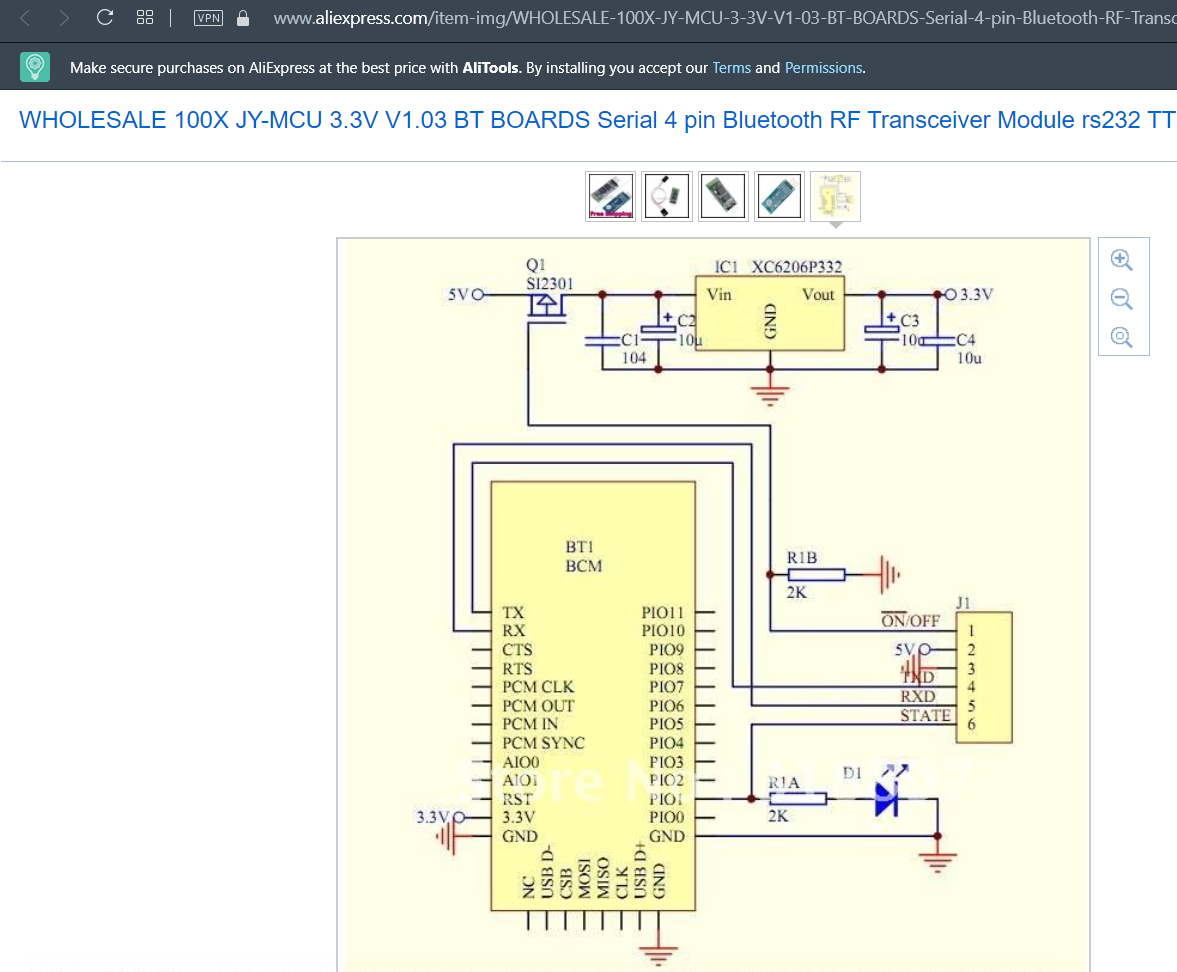 VPN
www.aliexpress.com/item-img/WHOLESALE-100X-JY-MCU-3-3V-V1-03-BT-BOARDS-Serial-4-pin-Bluetooth-RF-Transc
Make secure purchases on AliExpress at the best price with AliTools. By installing you accept our Terms and Permissions.
WHOLESALE 100X JY-MCU 3.3V V1.03 BT BOARDS Serial 4 pin Bluetooth RF Transceiver Module rs232 TT
Free Shipping
Q1
SI2301
5V
IC1 XC6206P332
Vin
Vout
GND
3.3V
C1
104
C2
10u
C3
10u
C4
10u
BT1
BCM
TX
RX
CTS
RTS
PCM CLK
PCM OUT
PCM IN
PCM SYNC
AIO0
AIO1
RST
3.3V
GND
3.3V
PIO11
PIO10
PIO9
PIO8
PIO7
PIO6
PIO5
PIO4
PIO3
PIO2
PIO1
PIO0
GND
NC
USB D-
CSB
MOSI
MISO
CLK
USB D+
GND
R1B
2K
J1
ON/OFF
5V
TXD
RXD
STATE
1
2
3
4
5
6
R1A
2K
D1